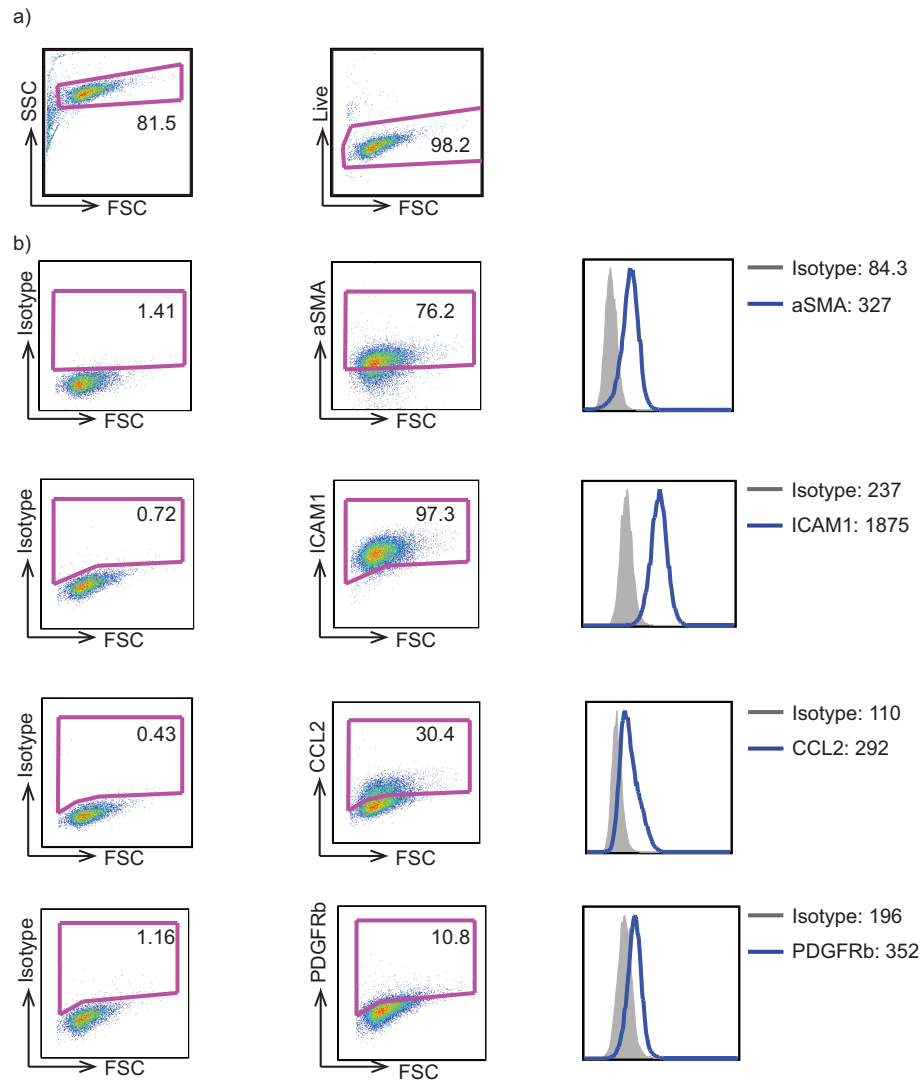 a)
SSC
81.5
FSC
Live
98.2
FSC
b)
Isotype
1.41
FSC
aSMA
76.2
FSC
Isotype: 84.3
aSMA: 327
Isotype
0.72
FSC
ICAM1
97.3
FSC
Isotype: 237
ICAM1: 1875
Isotype
0.43
FSC
CCL2
30.4
FSC
Isotype: 110
CCL2: 292
Isotype
1.16
FSC
PDGFRb
10.8
FSC
Isotype: 196
PDGFRb: 352